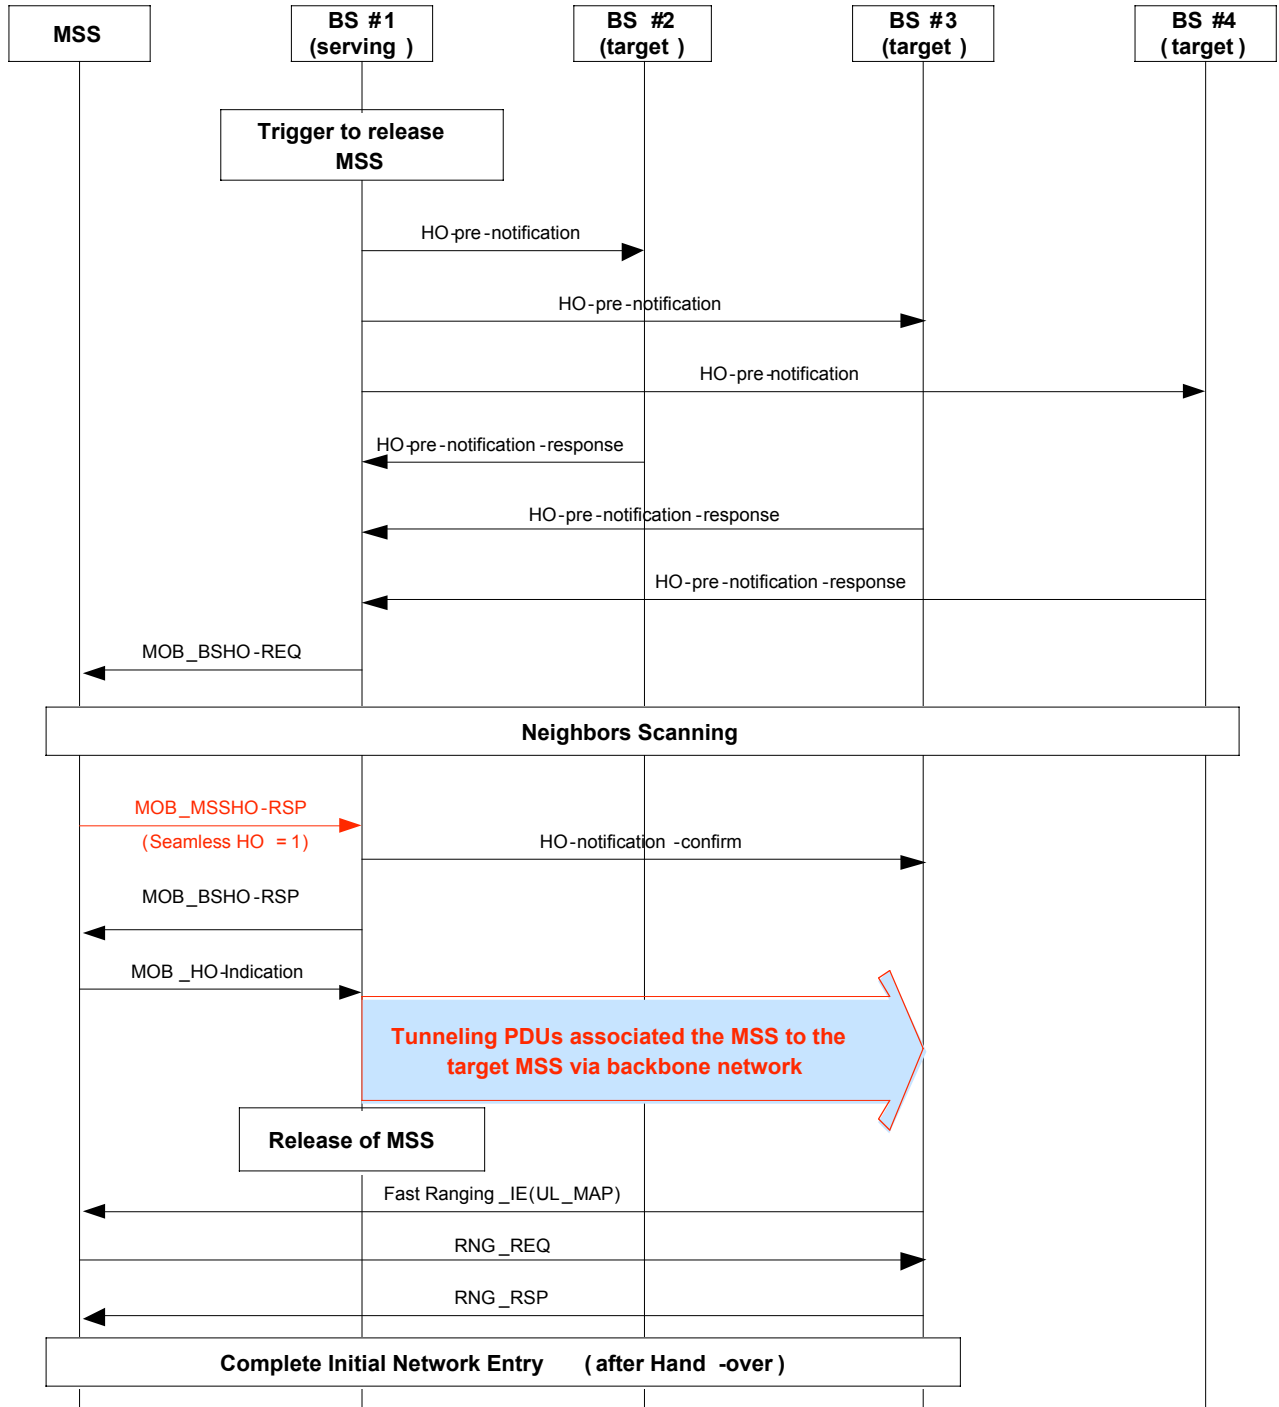 MSS
BS #1
(serving )
BS #2
(target )
BS #3
(target )
BS #4
( target )
Trigger to release
MSS
HO-pre-notification
HO-pre-notification
HO-pre-notification
HO-pre-notification-response
HO-pre-notification-response
HO-pre-notification-response
MOB_BSHO-REQ
Neighbors Scanning
MOB_MSSHO-RSP
(Seamless HO = 1)
HO-notification-confirm
MOB_BSHO-RSP
MOB_HO-Indication
Tunneling PDUs associated the MSS to the
target MSS via backbone network
Release of MSS
Fast Ranging_IE(UL_MAP)
RNG_REQ
RNG_RSP
Complete Initial Network Entry ( after Hand -over )